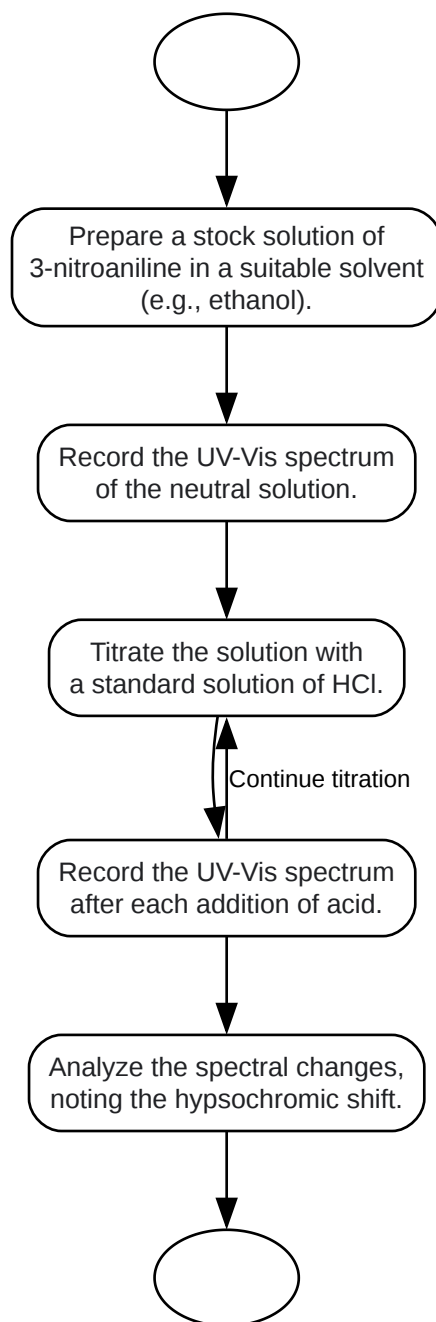 Prepare a stock solution of
3-nitroaniline in a suitable solvent
(e.g., ethanol).
Record the UV-Vis spectrum
of the neutral solution.
Titrate the solution with
a standard solution of HCl.
Continue titration
Record the UV-Vis spectrum
after each addition of acid.
Analyze the spectral changes,
noting the hypsochromic shift.